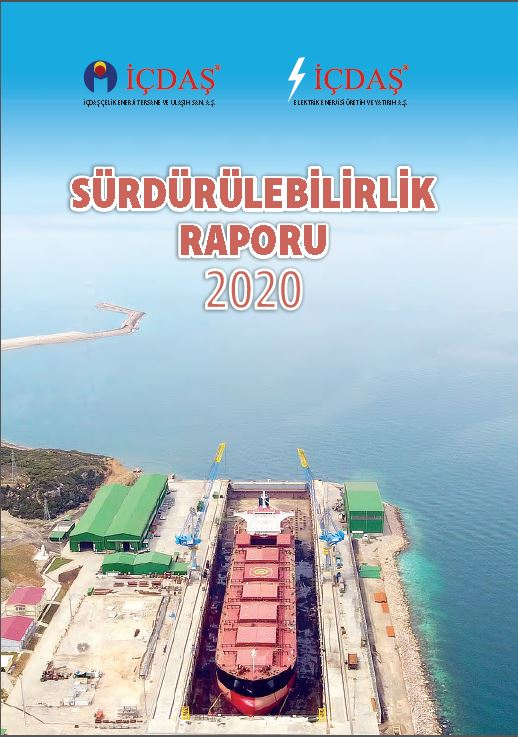 İÇDAŞ®
İÇDAŞ ÇELİK ENERJİ TERSANE VE ULAŞIM SAN. A.Ş.
İÇDAŞ®
ELEKTRİK ENERJİSİ ÜRETİM VE YATIRIM A.Ş.
SÜRDÜRÜLEBİLİRLİK
RAPORU
2020